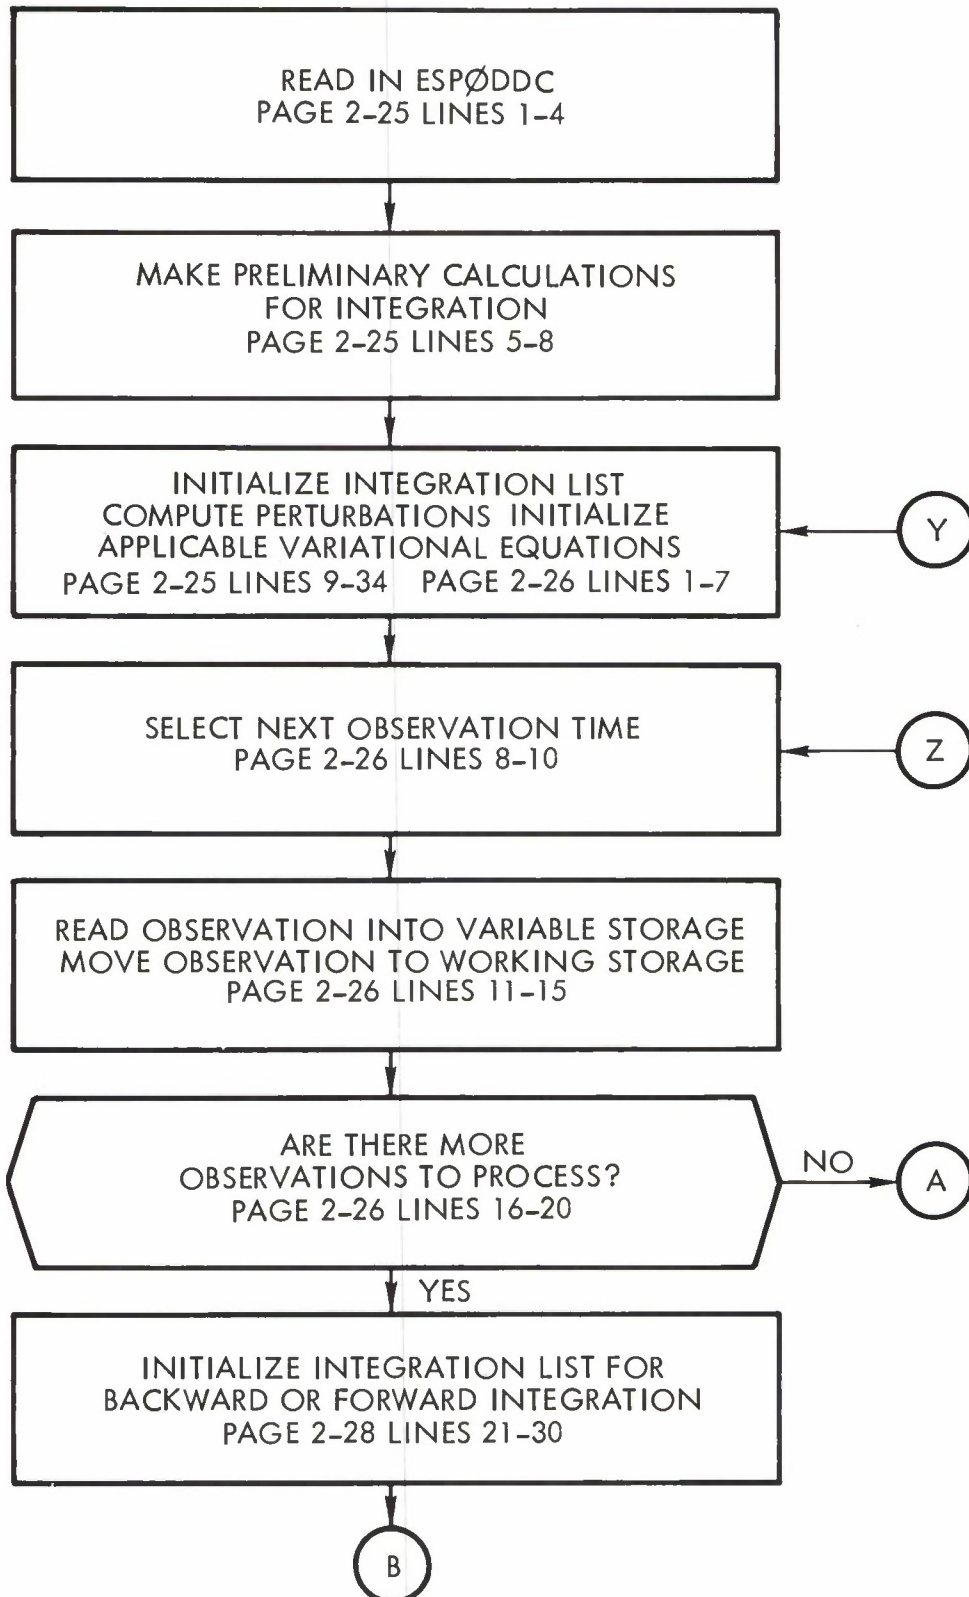 READ IN ESPØDDC
PAGE 2-25 LINES 1-4
MAKE PRELIMINARY CALCULATIONS
FOR INTEGRATION
PAGE 2-25 LINES 5-8
INITIALIZE INTEGRATION LIST
COMPUTE PERTURBATIONS INITIALIZE
APPLICABLE VARIATIONAL EQUATIONS
PAGE 2-25 LINES 9-34 PAGE 2-26 LINES 1-7
Y
SELECT NEXT OBSERVATION TIME
PAGE 2-26 LINES 8-10
Z
READ OBSERVATION INTO VARIABLE STORAGE
MOVE OBSERVATION TO WORKING STORAGE
PAGE 2-26 LINES 11-15
ARE THERE MORE
OBSERVATIONS TO PROCESS?
PAGE 2-26 LINES 16-20
NO
A
YES
INITIALIZE INTEGRATION LIST FOR
BACKWARD OR FORWARD INTEGRATION
PAGE 2-28 LINES 21-30
B